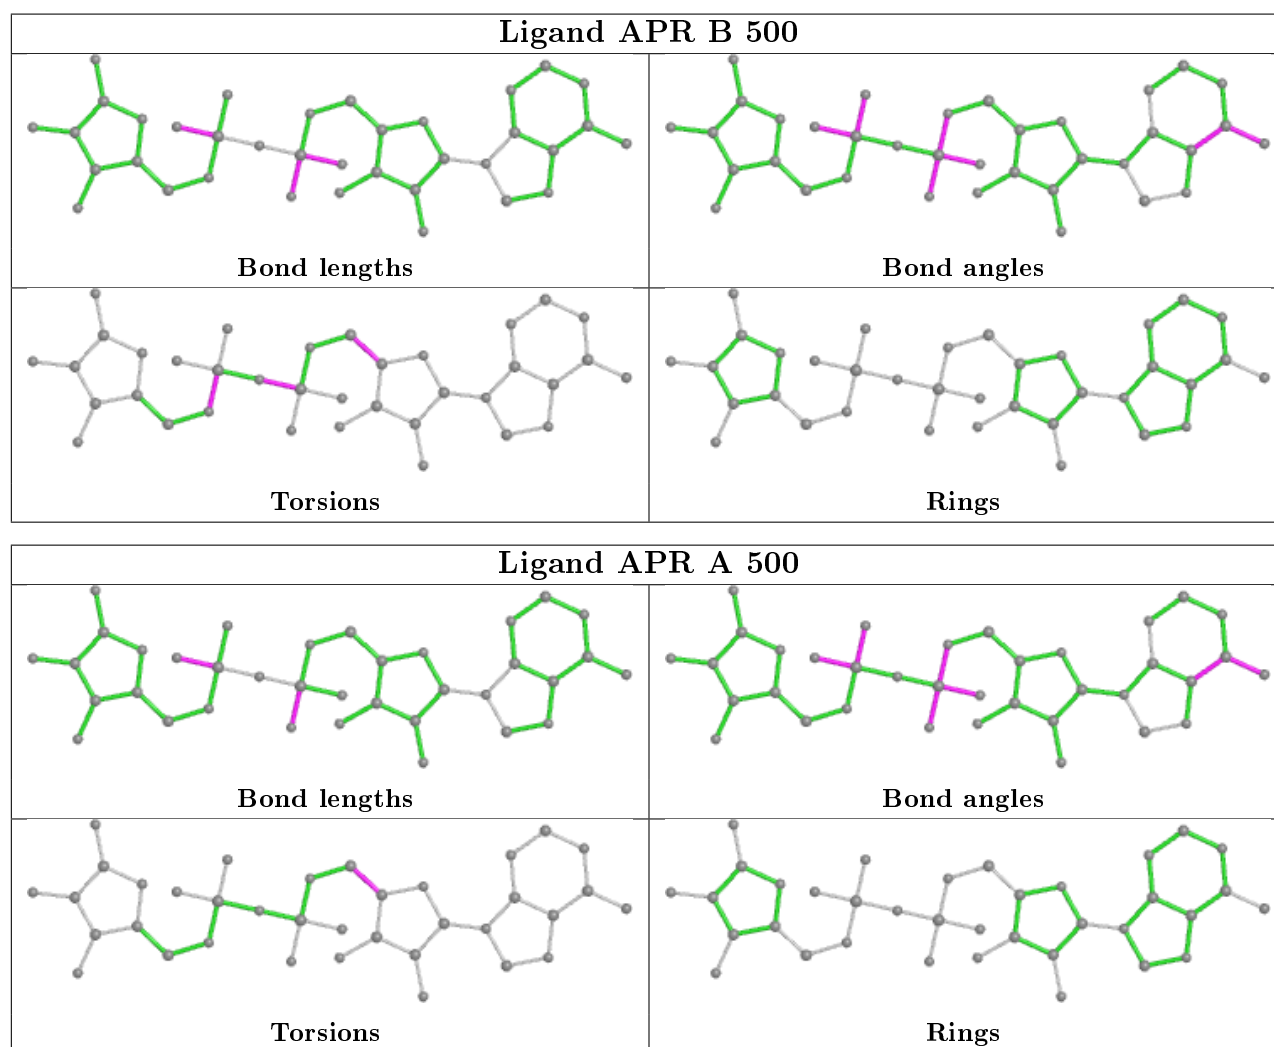 Ligand APR B 500
Bond lengths
Bond angles
Torsions
Rings
Ligand APR A 500
Bond lengths
Bond angles
Torsions
Rings